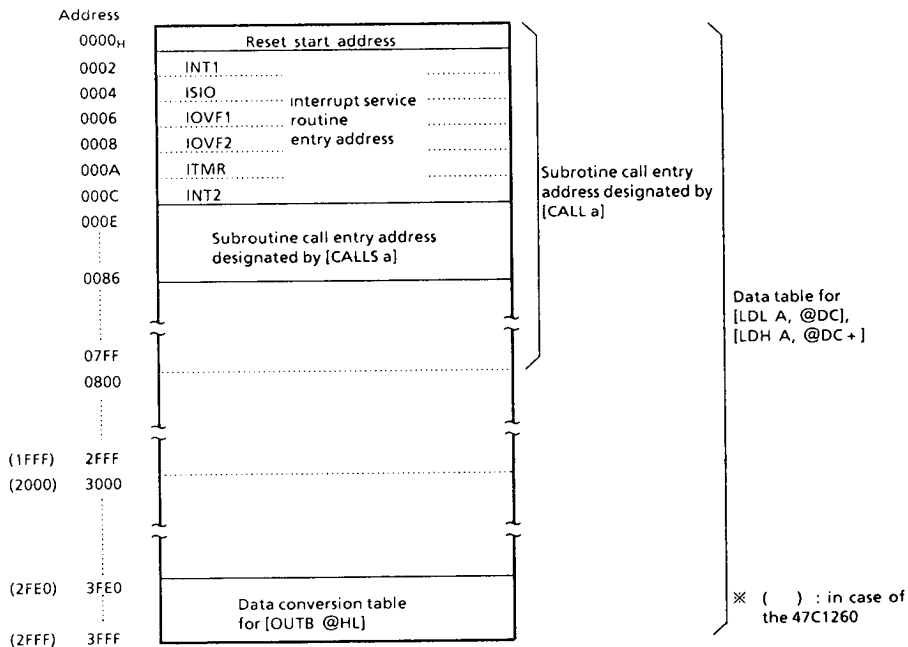 Address
0000H Reset start address
0002 INT1
0004 ISIO interrupt service
0006 IOVF1 routine
0008 IOVF2 entry address
000A ITMR
000C INT2
000E
Subroutine call entry address
designated by [CALLS a]
0086
07FF
0800
(1FFF) 2FFF
(2000) 3000
(2FE0) 3FE0
Data conversion table
for [OUTB @HL]
(2FFF) 3FFF
Subrotine call entry
address designated by
[CALL a]
Data table for
[LDL A, @DC],
[LDH A, @DC + ]
※ ( ) : in case of
the 47C1260